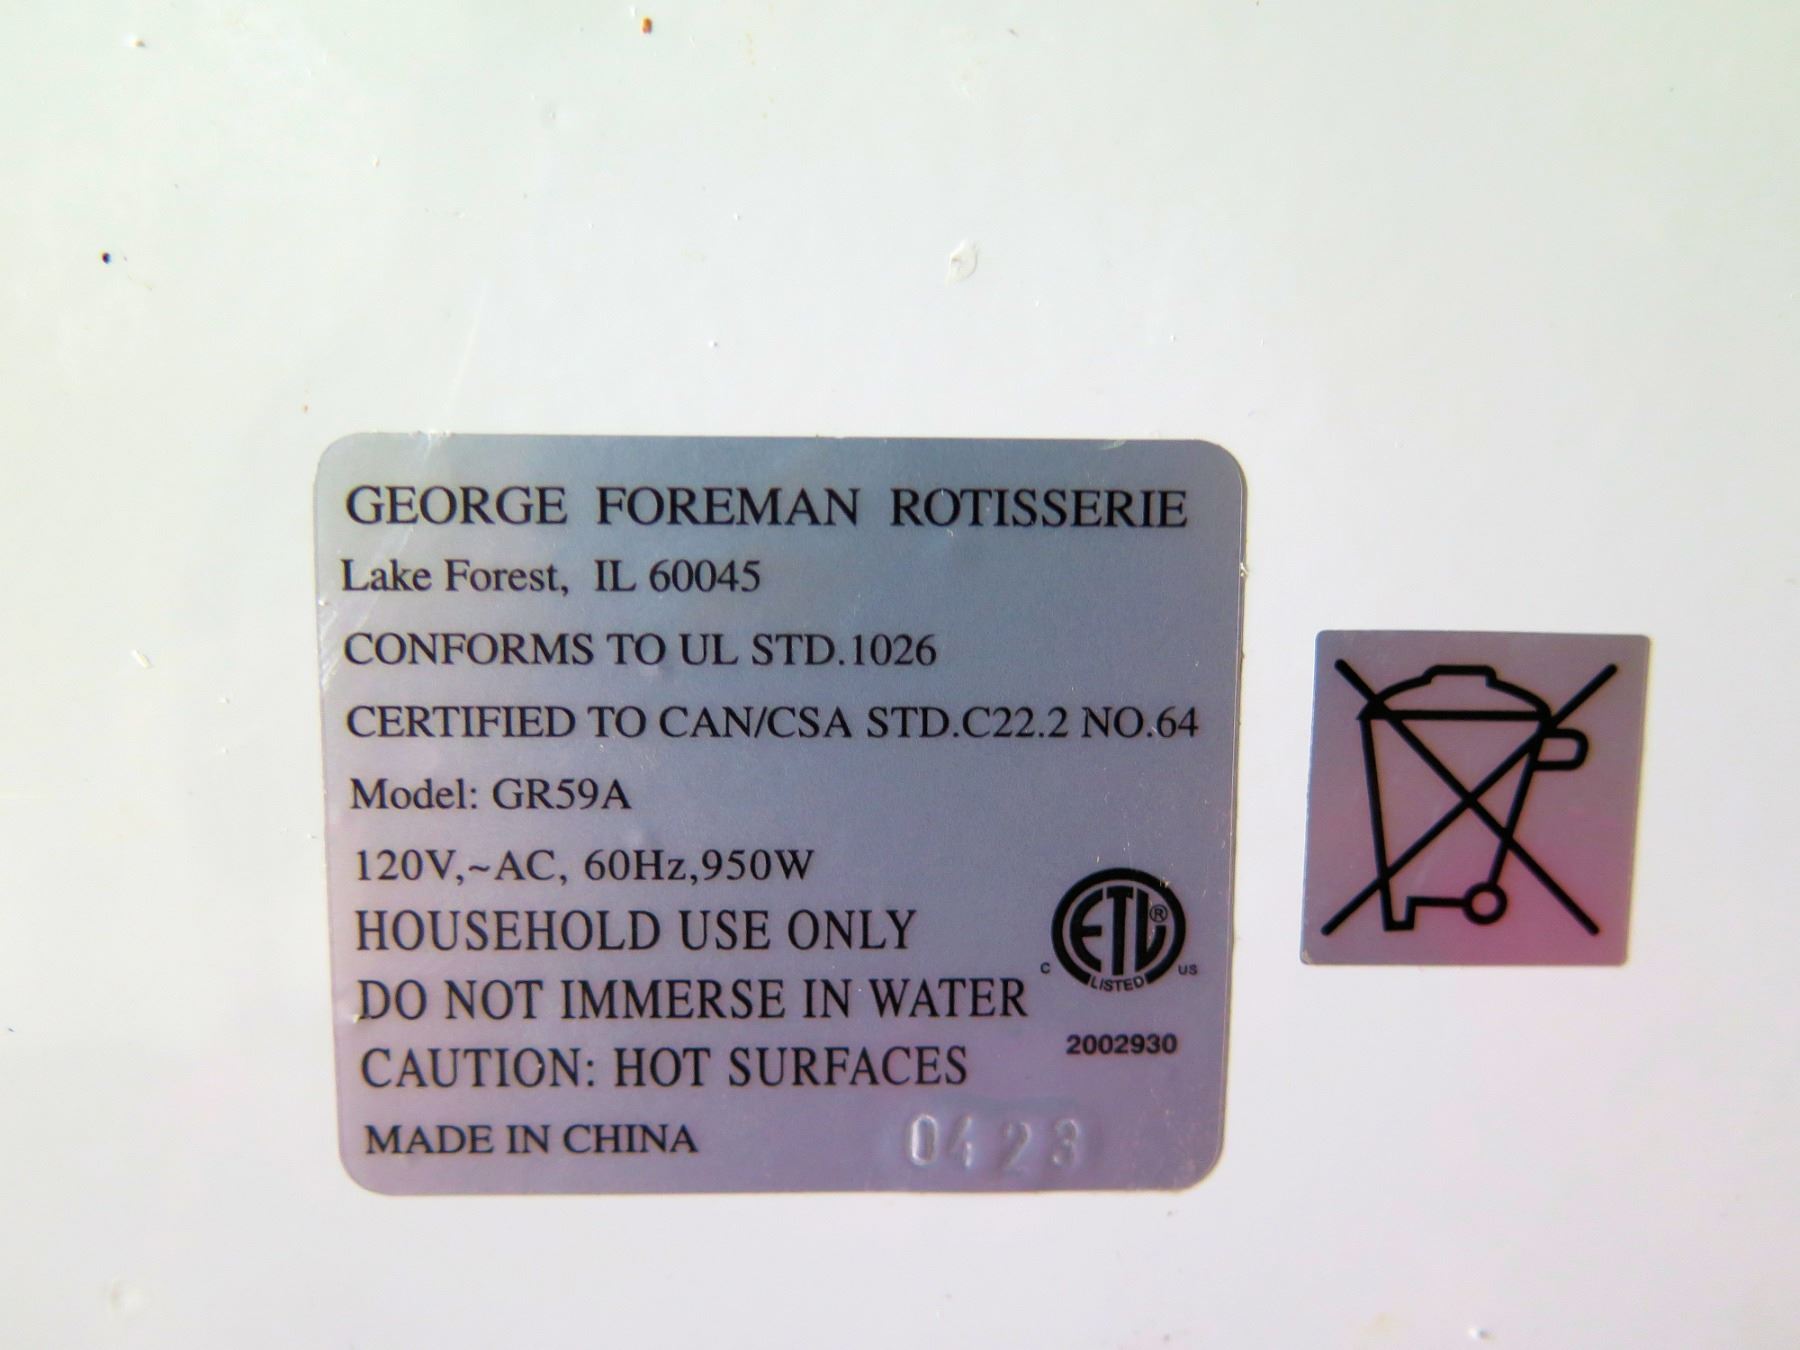 GEORGE FOREMAN ROTISSERIE
Lake Forest, IL 60045
CONFORMS TO UL STD.1026
CERTIFIED TO CAN/CSA STD.C22.2 NO.64
Model: GR59A
120V,~AC, 60Hz,950W
HOUSEHOLD USE ONLY
DO NOT IMMERSE IN WATER
CAUTION: HOT SURFACES
MADE IN CHINA
ETL®
C LISTED US
2002930
0423